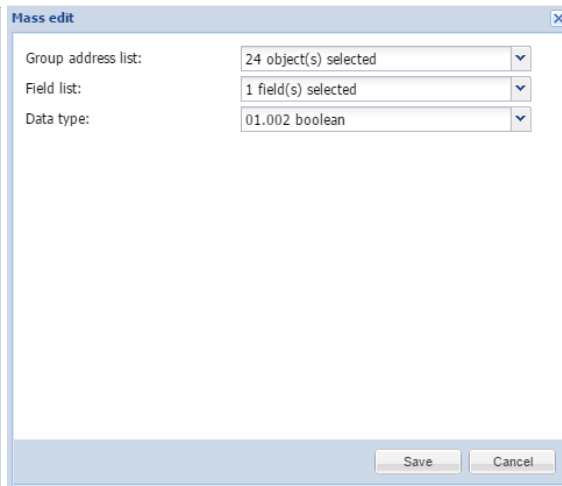 Mass edit
Group address list: 24 object(s) selected
Field list: 1 field(s) selected
Data type: 01.002 boolean
Save Cancel